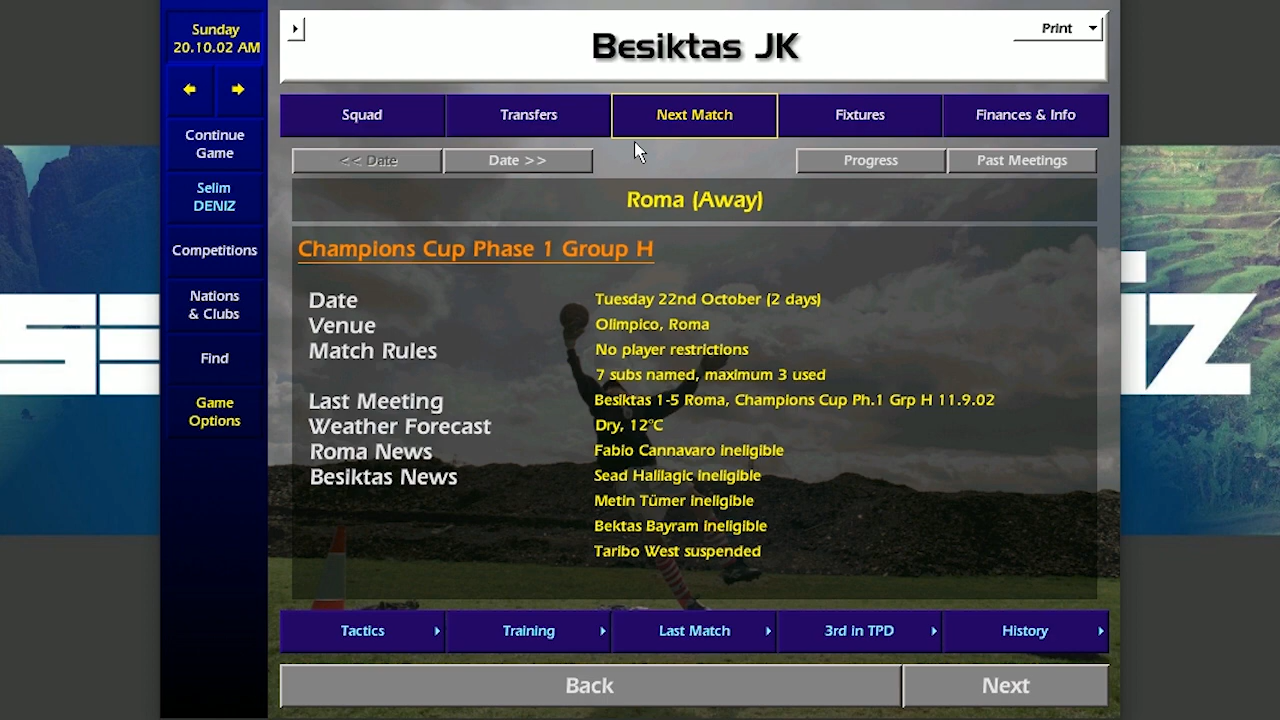 Sunday
20.10.02 AM
Continue
Game
Selim
DENIZ
Competitions
Nations
& Clubs
Find
Game
Options
Besiktas JK
Print
Squad
Transfers
Next Match
Fixtures
Finances & Info
<< Date
Date >>
Progress
Past Meetings
Roma (Away)
Champions Cup Phase 1 Group H
Date
Tuesday 22nd October (2 days)
Venue
Olimpico, Roma
Match Rules
No player restrictions
7 subs named, maximum 3 used
Last Meeting
Besiktas 1-5 Roma, Champions Cup Ph.1 Grp H 11.9.02
Weather Forecast
Dry, 12°C
Roma News
Fabio Cannavaro ineligible
Besiktas News
Sead Halilagic ineligible
Metin Tümer ineligible
Bektas Bayram ineligible
Taribo West suspended
Tactics
Training
Last Match
3rd in TPD
History
Back
Next